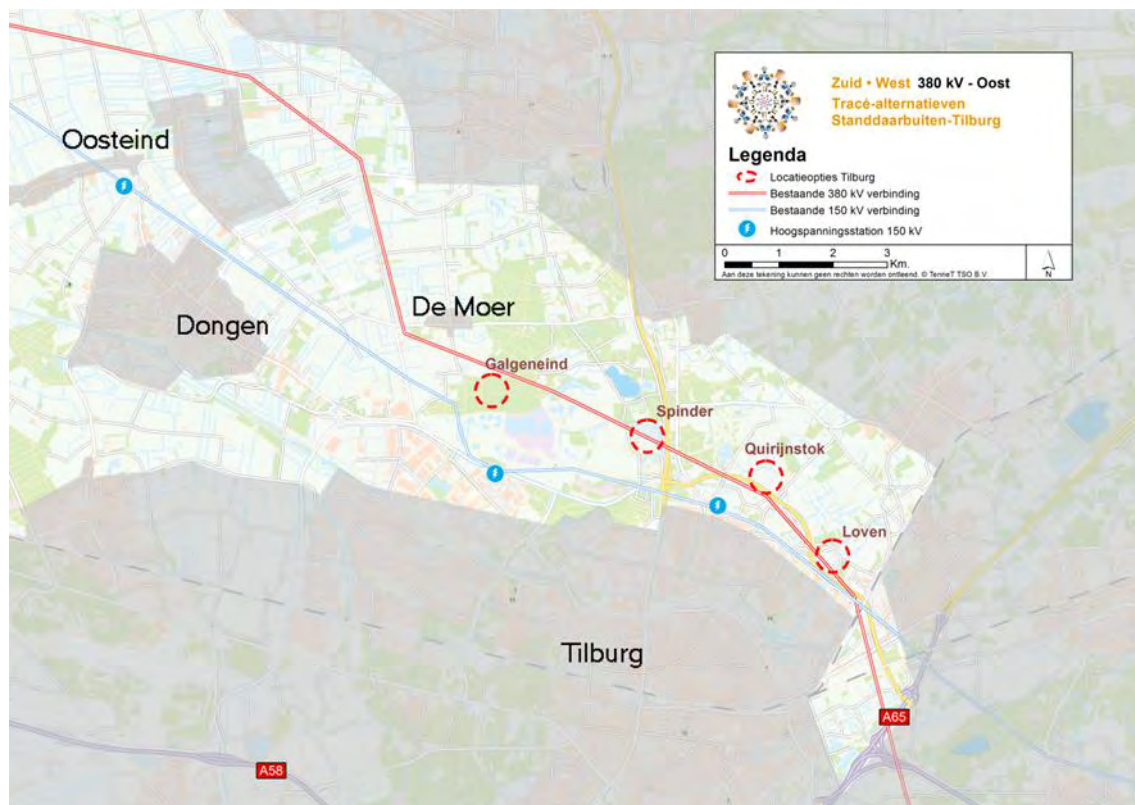 Zuid • West 380 kV - Oost
Tracé-alternatieven
Standdaarbuiten-Tilburg
Legenda
Locatieopties Tilburg
Bestaande 380 kV verbinding
Bestaande 150 kV verbinding
Hoogspanningsstation 150 kV
0 1 2 3
Km.
Aan deze tekening kunnen geen rechten worden ontleend. © TenneT TSO B.V.
N
Oosteind
Dongen
De Moer
Galgeneind
Spinder
Quirijnstok
Loven
Tilburg
A65
A58